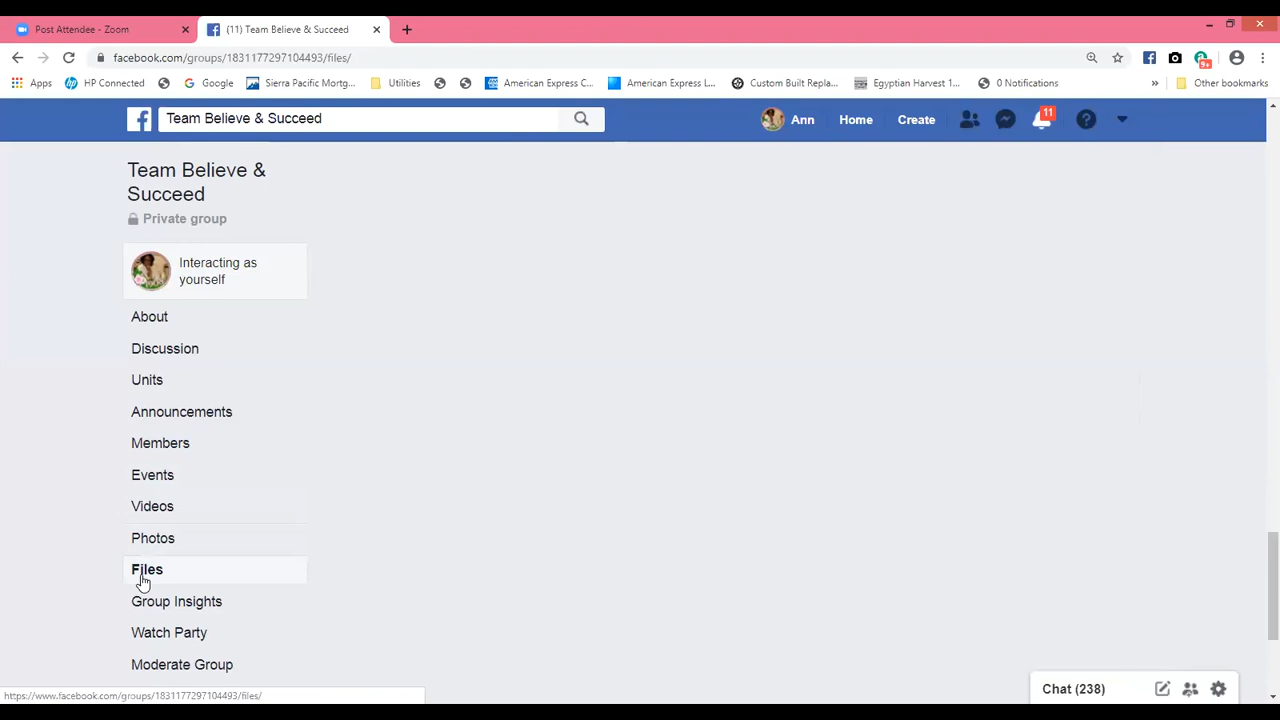 Post Attendee - Zoom
(11) Team Believe & Succeed
facebook.com/groups/1831177297104493/files/
Apps
HP Connected
Google
Sierra Pacific Mortg...
Utilities
American Express C...
American Express L...
Custom Built Repla...
Egyptian Harvest 1...
0 Notifications
»
Other bookmarks
9+
Team Believe & Succeed
Ann
Home
Create
11
Team Believe &
Succeed
Private group
Interacting as
yourself
About
Discussion
Units
Announcements
Members
Events
Videos
Photos
Files
Group Insights
Watch Party
Moderate Group
https://www.facebook.com/groups/1831177297104493/files/
Chat (238)